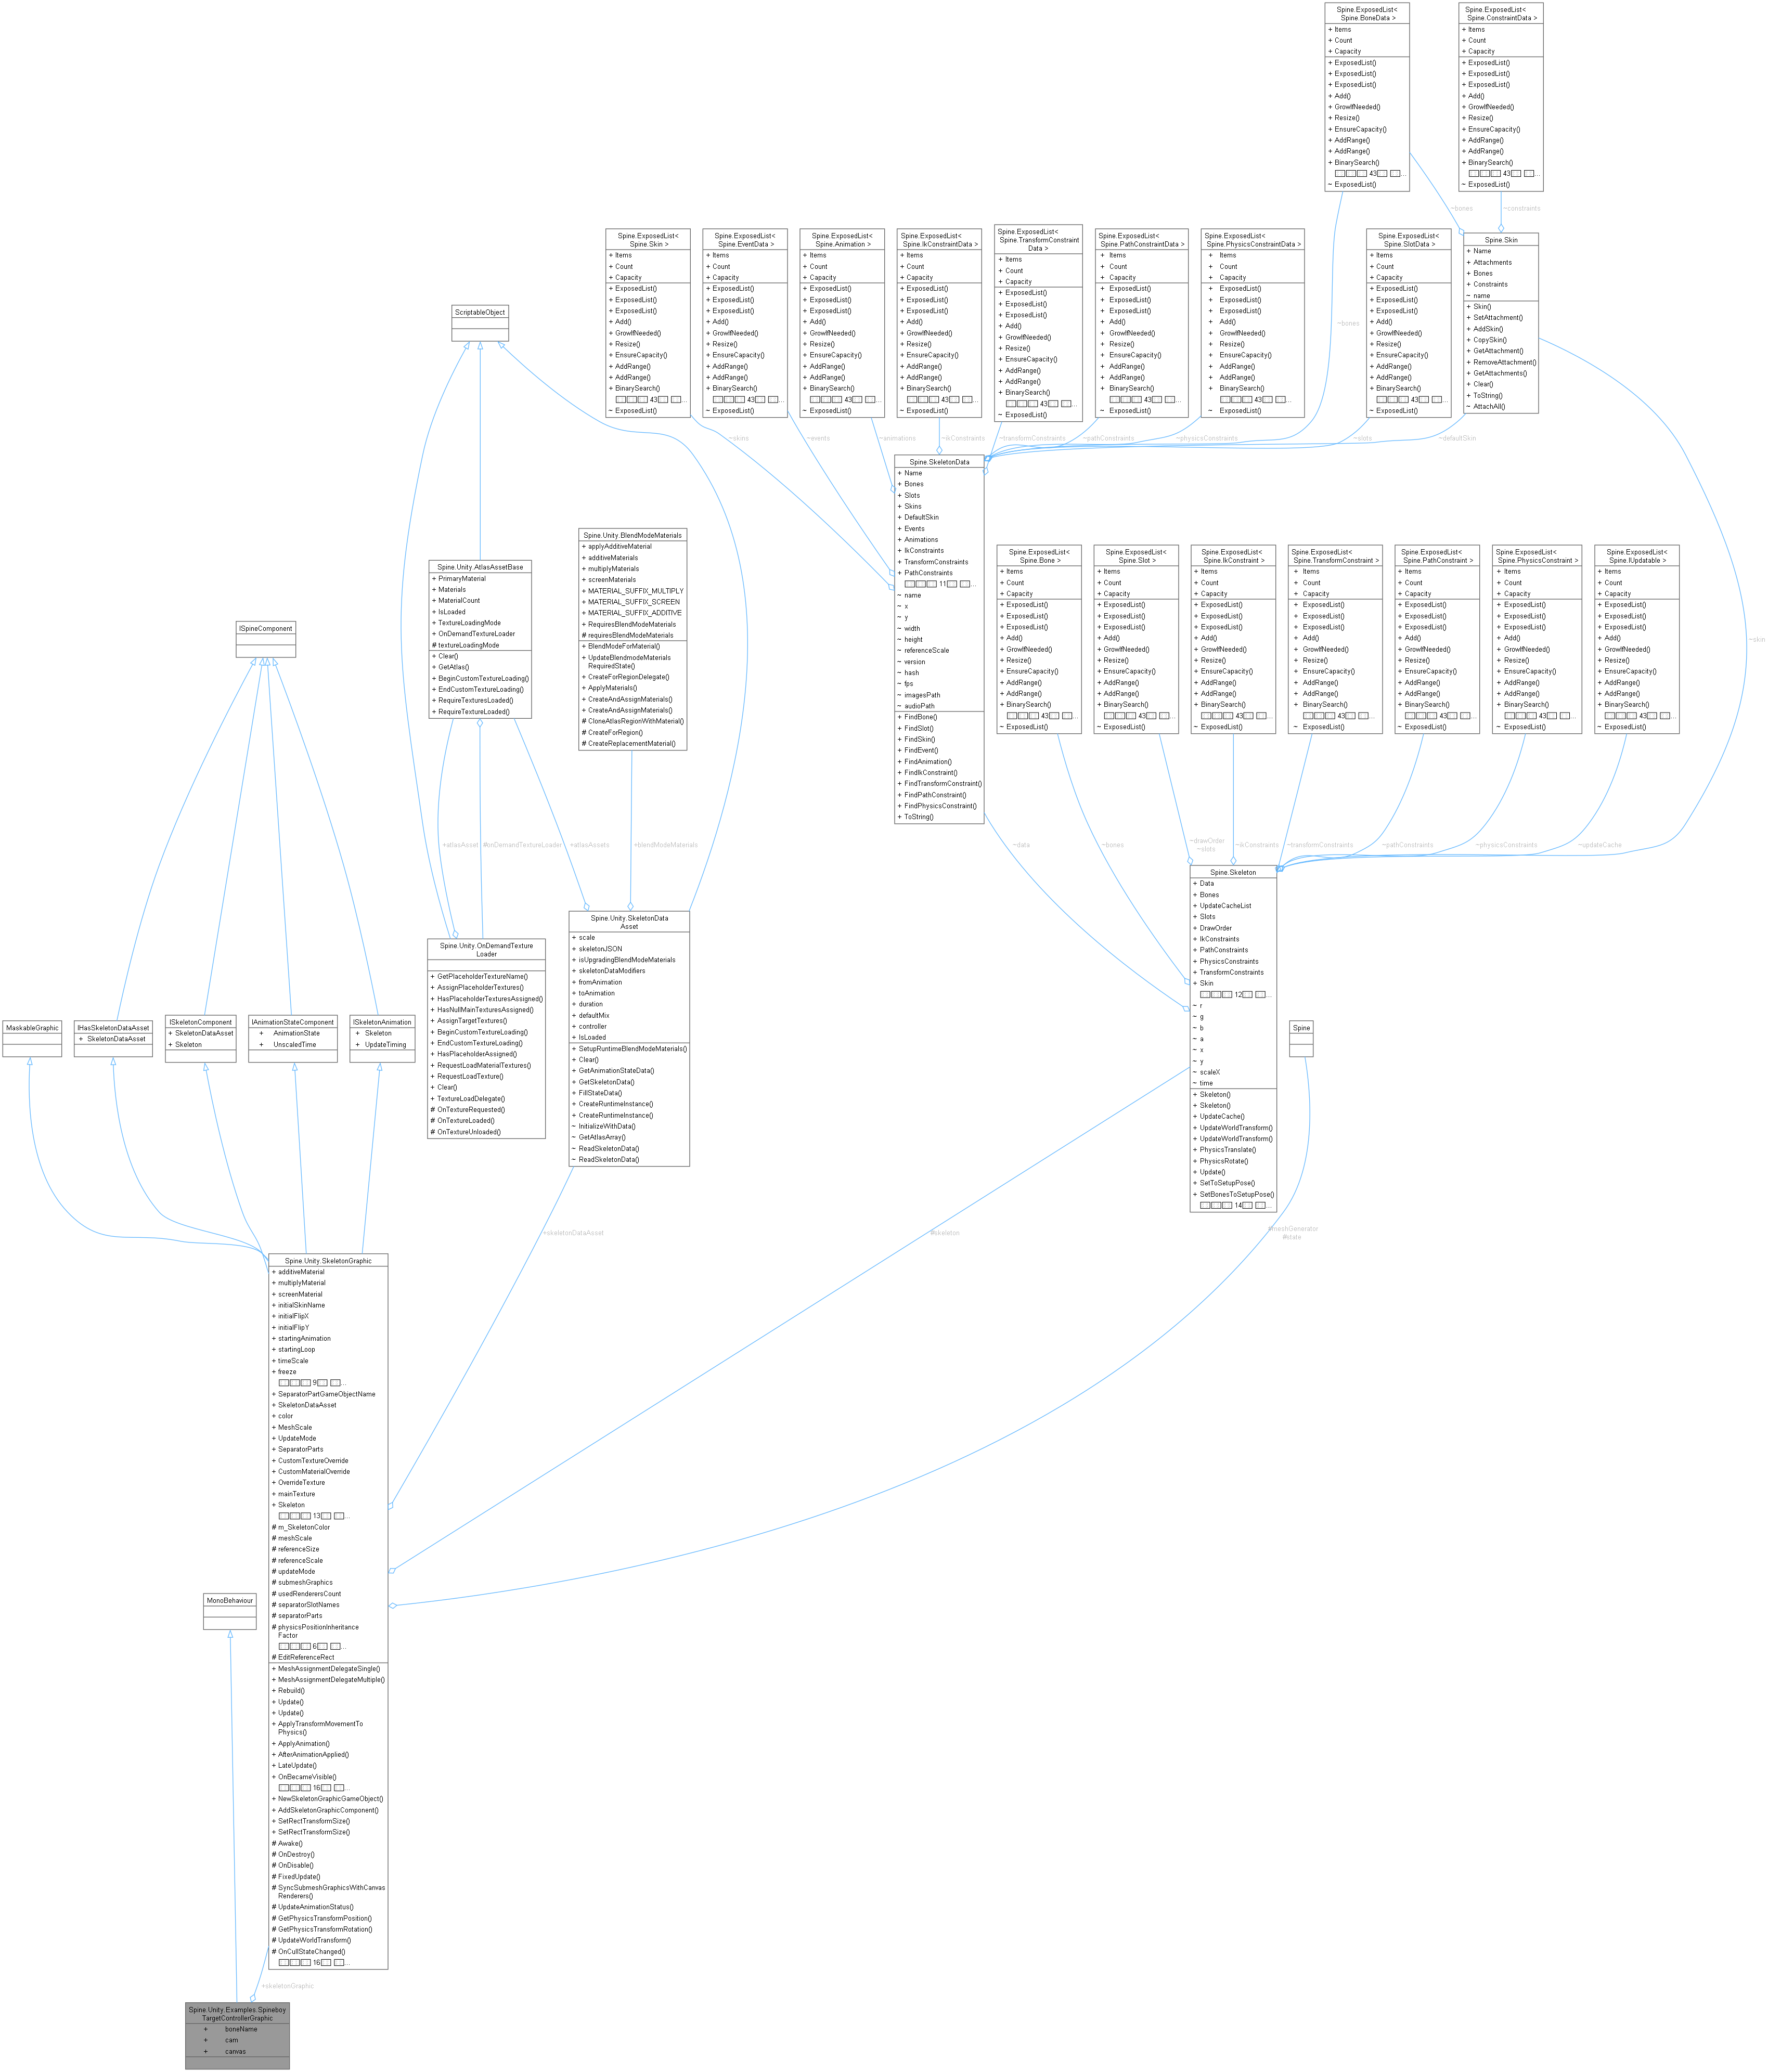 Spine.ExposedList<
Spine.BoneData >
+ Items
+ Count
+ Capacity
+ ExposedList()
+ ExposedList()
+ ExposedList()
+ Add()
+ GrowIfNeeded()
+ Resize()
+ EnsureCapacity()
+ AddRange()
+ AddRange()
+ BinarySearch()
□□□ 43□ □...
~ ExposedList()
Spine.ExposedList<
Spine.ConstraintData >
+ Items
+ Count
+ Capacity
+ ExposedList()
+ ExposedList()
+ ExposedList()
+ Add()
+ GrowIfNeeded()
+ Resize()
+ EnsureCapacity()
+ AddRange()
+ AddRange()
+ BinarySearch()
□□□ 43□ □...
~ ExposedList()
~bones
~constraints
Spine.ExposedList<
Spine.Skin >
+ Items
+ Count
+ Capacity
+ ExposedList()
+ ExposedList()
+ ExposedList()
+ Add()
+ GrowIfNeeded()
+ Resize()
+ EnsureCapacity()
+ AddRange()
+ AddRange()
+ BinarySearch()
□□□ 43□ □...
~ ExposedList()
Spine.ExposedList<
Spine.EventData >
+ Items
+ Count
+ Capacity
+ ExposedList()
+ ExposedList()
+ ExposedList()
+ Add()
+ GrowIfNeeded()
+ Resize()
+ EnsureCapacity()
+ AddRange()
+ AddRange()
+ BinarySearch()
□□□ 43□ □...
~ ExposedList()
Spine.ExposedList<
Spine.Animation >
+ Items
+ Count
+ Capacity
+ ExposedList()
+ ExposedList()
+ ExposedList()
+ Add()
+ GrowIfNeeded()
+ Resize()
+ EnsureCapacity()
+ AddRange()
+ AddRange()
+ BinarySearch()
□□□ 43□ □...
~ ExposedList()
Spine.ExposedList<
Spine.IkConstraintData >
+ Items
+ Count
+ Capacity
+ ExposedList()
+ ExposedList()
+ ExposedList()
+ Add()
+ GrowIfNeeded()
+ Resize()
+ EnsureCapacity()
+ AddRange()
+ AddRange()
+ BinarySearch()
□□□ 43□ □...
~ ExposedList()
Spine.ExposedList<
Spine.TransformConstraint
Data >
+ Items
+ Count
+ Capacity
+ ExposedList()
+ ExposedList()
+ ExposedList()
+ Add()
+ GrowIfNeeded()
+ Resize()
+ EnsureCapacity()
+ AddRange()
+ AddRange()
+ BinarySearch()
□□□ 43□ □...
~ ExposedList()
Spine.ExposedList<
Spine.PathConstraintData >
+ Items
+ Count
+ Capacity
+ ExposedList()
+ ExposedList()
+ ExposedList()
+ Add()
+ GrowIfNeeded()
+ Resize()
+ EnsureCapacity()
+ AddRange()
+ AddRange()
+ BinarySearch()
□□□ 43□ □...
~ ExposedList()
Spine.ExposedList<
Spine.PhysicsConstraintData >
+ Items
+ Count
+ Capacity
+ ExposedList()
+ ExposedList()
+ ExposedList()
+ Add()
+ GrowIfNeeded()
+ Resize()
+ EnsureCapacity()
+ AddRange()
+ AddRange()
+ BinarySearch()
□□□ 43□ □...
~ ExposedList()
~bones
Spine.ExposedList<
Spine.SlotData >
+ Items
+ Count
+ Capacity
+ ExposedList()
+ ExposedList()
+ ExposedList()
+ Add()
+ GrowIfNeeded()
+ Resize()
+ EnsureCapacity()
+ AddRange()
+ AddRange()
+ BinarySearch()
□□□ 43□ □...
~ ExposedList()
Spine.Skin
+ Name
+ Attachments
+ Bones
+ Constraints
~ name
+ Skin()
+ SetAttachment()
+ AddSkin()
+ CopySkin()
+ GetAttachment()
+ RemoveAttachment()
+ GetAttachments()
+ Clear()
+ ToString()
~ AttachAll()
~skins
~events
~animations
~ikConstraints
~transformConstraints
~pathConstraints
~physicsConstraints
~slots
~defaultSkin
ScriptableObject
Spine.SkeletonData
+ Name
+ Bones
+ Slots
+ Skins
+ DefaultSkin
+ Events
+ Animations
+ IkConstraints
+ TransformConstraints
+ PathConstraints
□□□ 11□ □...
~ name
~ x
~ y
~ width
~ height
~ referenceScale
~ version
~ hash
~ fps
~ imagesPath
~ audioPath
+ FindBone()
+ FindSlot()
+ FindSkin()
+ FindEvent()
+ FindAnimation()
+ FindIkConstraint()
+ FindTransformConstraint()
+ FindPathConstraint()
+ FindPhysicsConstraint()
+ ToString()
Spine.Unity.AtlasAssetBase
+ PrimaryMaterial
+ Materials
+ MaterialCount
+ IsLoaded
+ TextureLoadingMode
+ OnDemandTextureLoader
# textureLoadingMode
+ Clear()
+ GetAtlas()
+ BeginCustomTextureLoading()
+ EndCustomTextureLoading()
+ RequireTexturesLoaded()
+ RequireTextureLoaded()
Spine.Unity.BlendModeMaterials
+ applyAdditiveMaterial
+ additiveMaterials
+ multiplyMaterials
+ screenMaterials
+ MATERIAL_SUFFIX_MULTIPLY
+ MATERIAL_SUFFIX_SCREEN
+ MATERIAL_SUFFIX_ADDITIVE
+ RequiresBlendModeMaterials
# requiresBlendModeMaterials
+ BlendModeForMaterial()
+ UpdateBlendmodeMaterials
RequiredState()
+ CreateForRegionDelegate()
+ ApplyMaterials()
+ CreateAndAssignMaterials()
+ CreateAndAssignMaterials()
# CloneAtlasRegionWithMaterial()
# CreateForRegion()
# CreateReplacementMaterial()
Spine.ExposedList<
Spine.Bone >
+ Items
+ Count
+ Capacity
+ ExposedList()
+ ExposedList()
+ ExposedList()
+ Add()
+ GrowIfNeeded()
+ Resize()
+ EnsureCapacity()
+ AddRange()
+ AddRange()
+ BinarySearch()
□□□ 43□ □...
~ ExposedList()
Spine.ExposedList<
Spine.Slot >
+ Items
+ Count
+ Capacity
+ ExposedList()
+ ExposedList()
+ ExposedList()
+ Add()
+ GrowIfNeeded()
+ Resize()
+ EnsureCapacity()
+ AddRange()
+ AddRange()
+ BinarySearch()
□□□ 43□ □...
~ ExposedList()
Spine.ExposedList<
Spine.IkConstraint >
+ Items
+ Count
+ Capacity
+ ExposedList()
+ ExposedList()
+ ExposedList()
+ Add()
+ GrowIfNeeded()
+ Resize()
+ EnsureCapacity()
+ AddRange()
+ AddRange()
+ BinarySearch()
□□□ 43□ □...
~ ExposedList()
Spine.ExposedList<
Spine.TransformConstraint >
+ Items
+ Count
+ Capacity
+ ExposedList()
+ ExposedList()
+ ExposedList()
+ Add()
+ GrowIfNeeded()
+ Resize()
+ EnsureCapacity()
+ AddRange()
+ AddRange()
+ BinarySearch()
□□□ 43□ □...
~ ExposedList()
Spine.ExposedList<
Spine.PathConstraint >
+ Items
+ Count
+ Capacity
+ ExposedList()
+ ExposedList()
+ ExposedList()
+ Add()
+ GrowIfNeeded()
+ Resize()
+ EnsureCapacity()
+ AddRange()
+ AddRange()
+ BinarySearch()
□□□ 43□ □...
~ ExposedList()
Spine.ExposedList<
Spine.PhysicsConstraint >
+ Items
+ Count
+ Capacity
+ ExposedList()
+ ExposedList()
+ ExposedList()
+ Add()
+ GrowIfNeeded()
+ Resize()
+ EnsureCapacity()
+ AddRange()
+ AddRange()
+ BinarySearch()
□□□ 43□ □...
~ ExposedList()
Spine.ExposedList<
Spine.IUpdatable >
+ Items
+ Count
+ Capacity
+ ExposedList()
+ ExposedList()
+ ExposedList()
+ Add()
+ GrowIfNeeded()
+ Resize()
+ EnsureCapacity()
+ AddRange()
+ AddRange()
+ BinarySearch()
□□□ 43□ □...
~ ExposedList()
~skin
ISpineComponent
+atlasAsset
#onDemandTextureLoader
+atlasAssets
+blendModeMaterials
~data
~bones
~drawOrder
~slots
~ikConstraints
~transformConstraints
~pathConstraints
~physicsConstraints
~updateCache
Spine.Skeleton
+ Data
+ Bones
+ UpdateCacheList
+ Slots
+ DrawOrder
+ IkConstraints
+ PathConstraints
+ PhysicsConstraints
+ TransformConstraints
+ Skin
□□□ 12□ □...
~ r
~ g
~ b
~ a
~ x
~ y
~ scaleX
~ time
+ Skeleton()
+ Skeleton()
+ UpdateCache()
+ UpdateWorldTransform()
+ UpdateWorldTransform()
+ PhysicsTranslate()
+ PhysicsRotate()
+ Update()
+ SetToSetupPose()
+ SetBonesToSetupPose()
□□□ 14□ □...
Spine.Unity.SkeletonData
Asset
+ scale
+ skeletonJSON
+ isUpgradingBlendModeMaterials
+ skeletonDataModifiers
+ fromAnimation
+ toAnimation
+ duration
+ defaultMix
+ controller
+ IsLoaded
+ SetupRuntimeBlendModeMaterials()
+ Clear()
+ GetAnimationStateData()
+ GetSkeletonData()
+ FillStateData()
+ CreateRuntimeInstance()
+ CreateRuntimeInstance()
~ InitializeWithData()
~ GetAtlasArray()
~ ReadSkeletonData()
~ ReadSkeletonData()
Spine.Unity.OnDemandTexture
Loader
+ GetPlaceholderTextureName()
+ AssignPlaceholderTextures()
+ HasPlaceholderTexturesAssigned()
+ HasNullMainTexturesAssigned()
+ AssignTargetTextures()
+ BeginCustomTextureLoading()
+ EndCustomTextureLoading()
+ HasPlaceholderAssigned()
+ RequestLoadMaterialTextures()
+ RequestLoadTexture()
+ Clear()
+ TextureLoadDelegate()
# OnTextureRequested()
# OnTextureLoaded()
# OnTextureUnloaded()
MaskableGraphic
IHasSkeletonDataAsset
+ SkeletonDataAsset
ISkeletonComponent
+ SkeletonDataAsset
+ Skeleton
IAnimationStateComponent
+ AnimationState
+ UnscaledTime
ISkeletonAnimation
+ Skeleton
+ UpdateTiming
Spine
+skeletonDataAsset
#skeleton
#meshGenerator
#state
Spine.Unity.SkeletonGraphic
+ additiveMaterial
+ multiplyMaterial
+ screenMaterial
+ initialSkinName
+ initialFlipX
+ initialFlipY
+ startingAnimation
+ startingLoop
+ timeScale
+ freeze
□□□ 9□ □...
+ SeparatorPartGameObjectName
+ SkeletonDataAsset
+ color
+ MeshScale
+ UpdateMode
+ SeparatorParts
+ CustomTextureOverride
+ CustomMaterialOverride
+ OverrideTexture
+ mainTexture
+ Skeleton
□□□ 13□ □...
# m_SkeletonColor
# meshScale
# referenceSize
# referenceScale
# updateMode
# submeshGraphics
# usedRenderersCount
# separatorSlotNames
# separatorParts
# physicsPositionInheritance
Factor
□□□ 6□ □...
# EditReferenceRect
+ MeshAssignmentDelegateSingle()
+ MeshAssignmentDelegateMultiple()
+ Rebuild()
+ Update()
+ Update()
+ ApplyTransformMovementTo
Physics()
+ ApplyAnimation()
+ AfterAnimationApplied()
+ LateUpdate()
+ OnBecameVisible()
□□□ 16□ □...
+ NewSkeletonGraphicGameObject()
+ AddSkeletonGraphicComponent()
+ SetRectTransformSize()
+ SetRectTransformSize()
# Awake()
# OnDestroy()
# OnDisable()
# FixedUpdate()
# SyncSubmeshGraphicsWithCanvas
Renderers()
# UpdateAnimationStatus()
# GetPhysicsTransformPosition()
# GetPhysicsTransformRotation()
# UpdateWorldTransform()
# OnCullStateChanged()
□□□ 16□ □...
MonoBehaviour
+skeletonGraphic
Spine.Unity.Examples.Spineboy
TargetControllerGraphic
+ boneName
+ cam
+ canvas